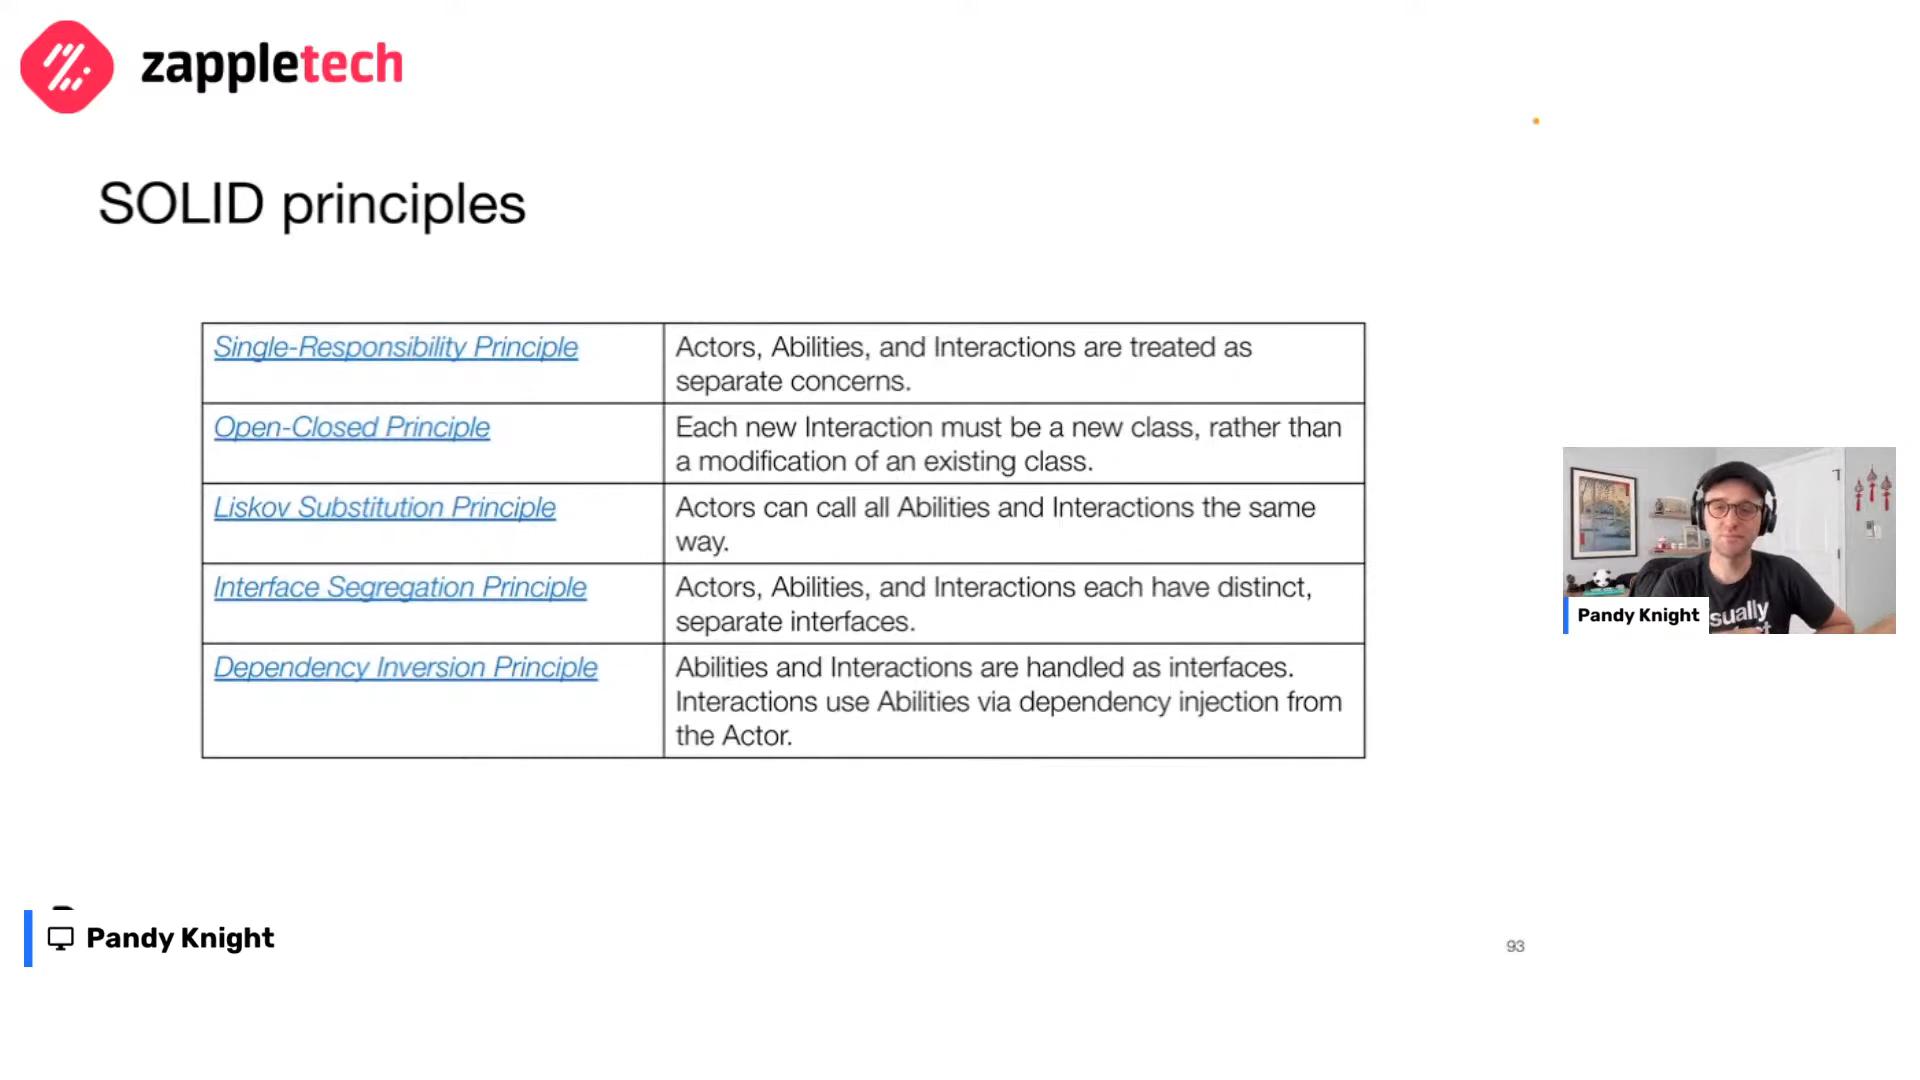 zappletech
SOLID principles
Single-Responsibility Principle
Actors, Abilities, and Interactions are treated as
separate concerns.
Open-Closed Principle
Each new Interaction must be a new class, rather than
a modification of an existing class.
Liskov Substitution Principle
Actors can call all Abilities and Interactions the same
way.
Interface Segregation Principle
Actors, Abilities, and Interactions each have distinct,
separate interfaces.
Dependency Inversion Principle
Abilities and Interactions are handled as interfaces.
Interactions use Abilities via dependency injection from
the Actor.
Pandy Knight
Pandy Knight
93